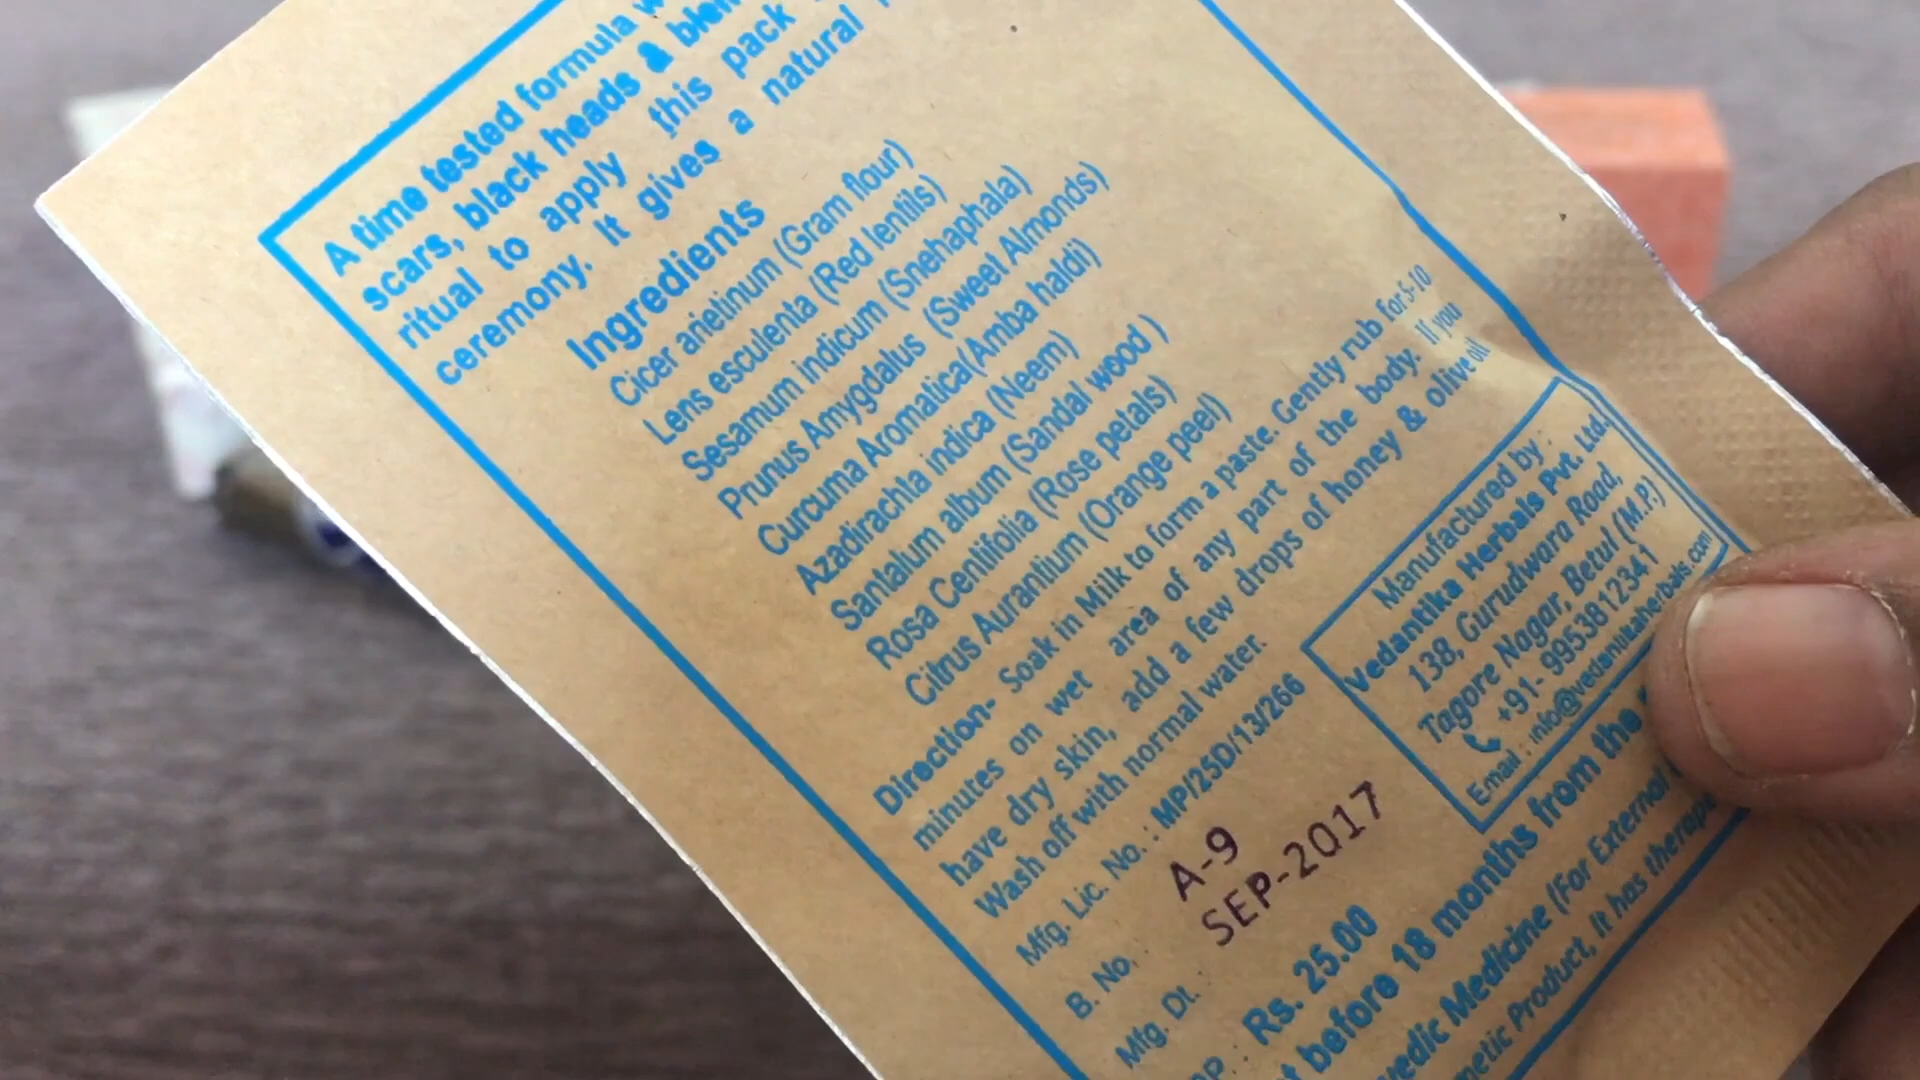 A time tested formula
scars, black heads &
ritual to apply this pack
ceremony. It gives a natural
Ingredients
Cicer arietinum (Gram flour)
Lens esculenta (Red lentils)
Sesamum indicum (Snehaphala)
Prunus Amygdalus (Sweet Almonds)
Curcuma Aromatica(Amba haldi)
Azadirachta indica (Neem)
Santalum album (Sandal wood )
Rosa Centifolia (Rose petals)
Citrus Aurantium (Orange peel)
Direction- Soak in Milk to form a paste. Gently rub for 5-10
minutes on wet area of any part of the body. If you
have dry skin, add a few drops of honey & olive oil
Wash off with normal water.
Mfg. Lic. No. : MP/25D/13/266
B. No. : A-9
Mfg. Dt. SEP-2017
Rs. 25.00
before 18 months from the
Medicine (For External
Product, It has
Manufactured by :
Vedantika Herbals Pvt. Ltd.
138, Gurudwara Road,
Tagore Nagar, Betul (M.P.)
+91- 9953812341
Email : info@vedantikaherbals.com